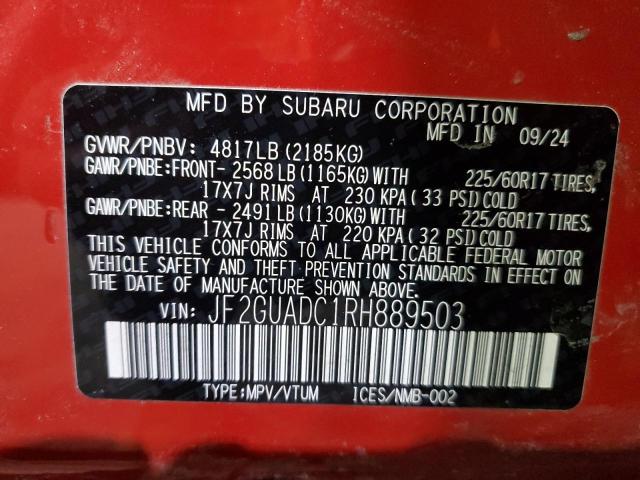 MFD BY SUBARU CORPORATION
MFD IN 09/24
GVWR/PNBV: 4817LB (2185KG)
GAWR/PNBE:FRONT- 2568 LB (1165KG) WITH 225/60R17 TIRES,
17X7J RIMS AT 230 KPA (33 PSI) COLD
GAWR/PNBE:REAR - 2491 LB (1130KG) WITH 225/60R17 TIRES,
17X7J RIMS AT 220 KPA (32 PSI) COLD
THIS VEHICLE CONFORMS TO ALL APPLICABLE FEDERAL MOTOR
VEHICLE SAFETY AND THEFT PREVENTION STANDARDS IN EFFECT ON
THE DATE OF MANUFACTURE SHOWN ABOVE.
VIN: JF2GUADC1RH889503
TYPE:MPV/VTUM ICES/NMB-002